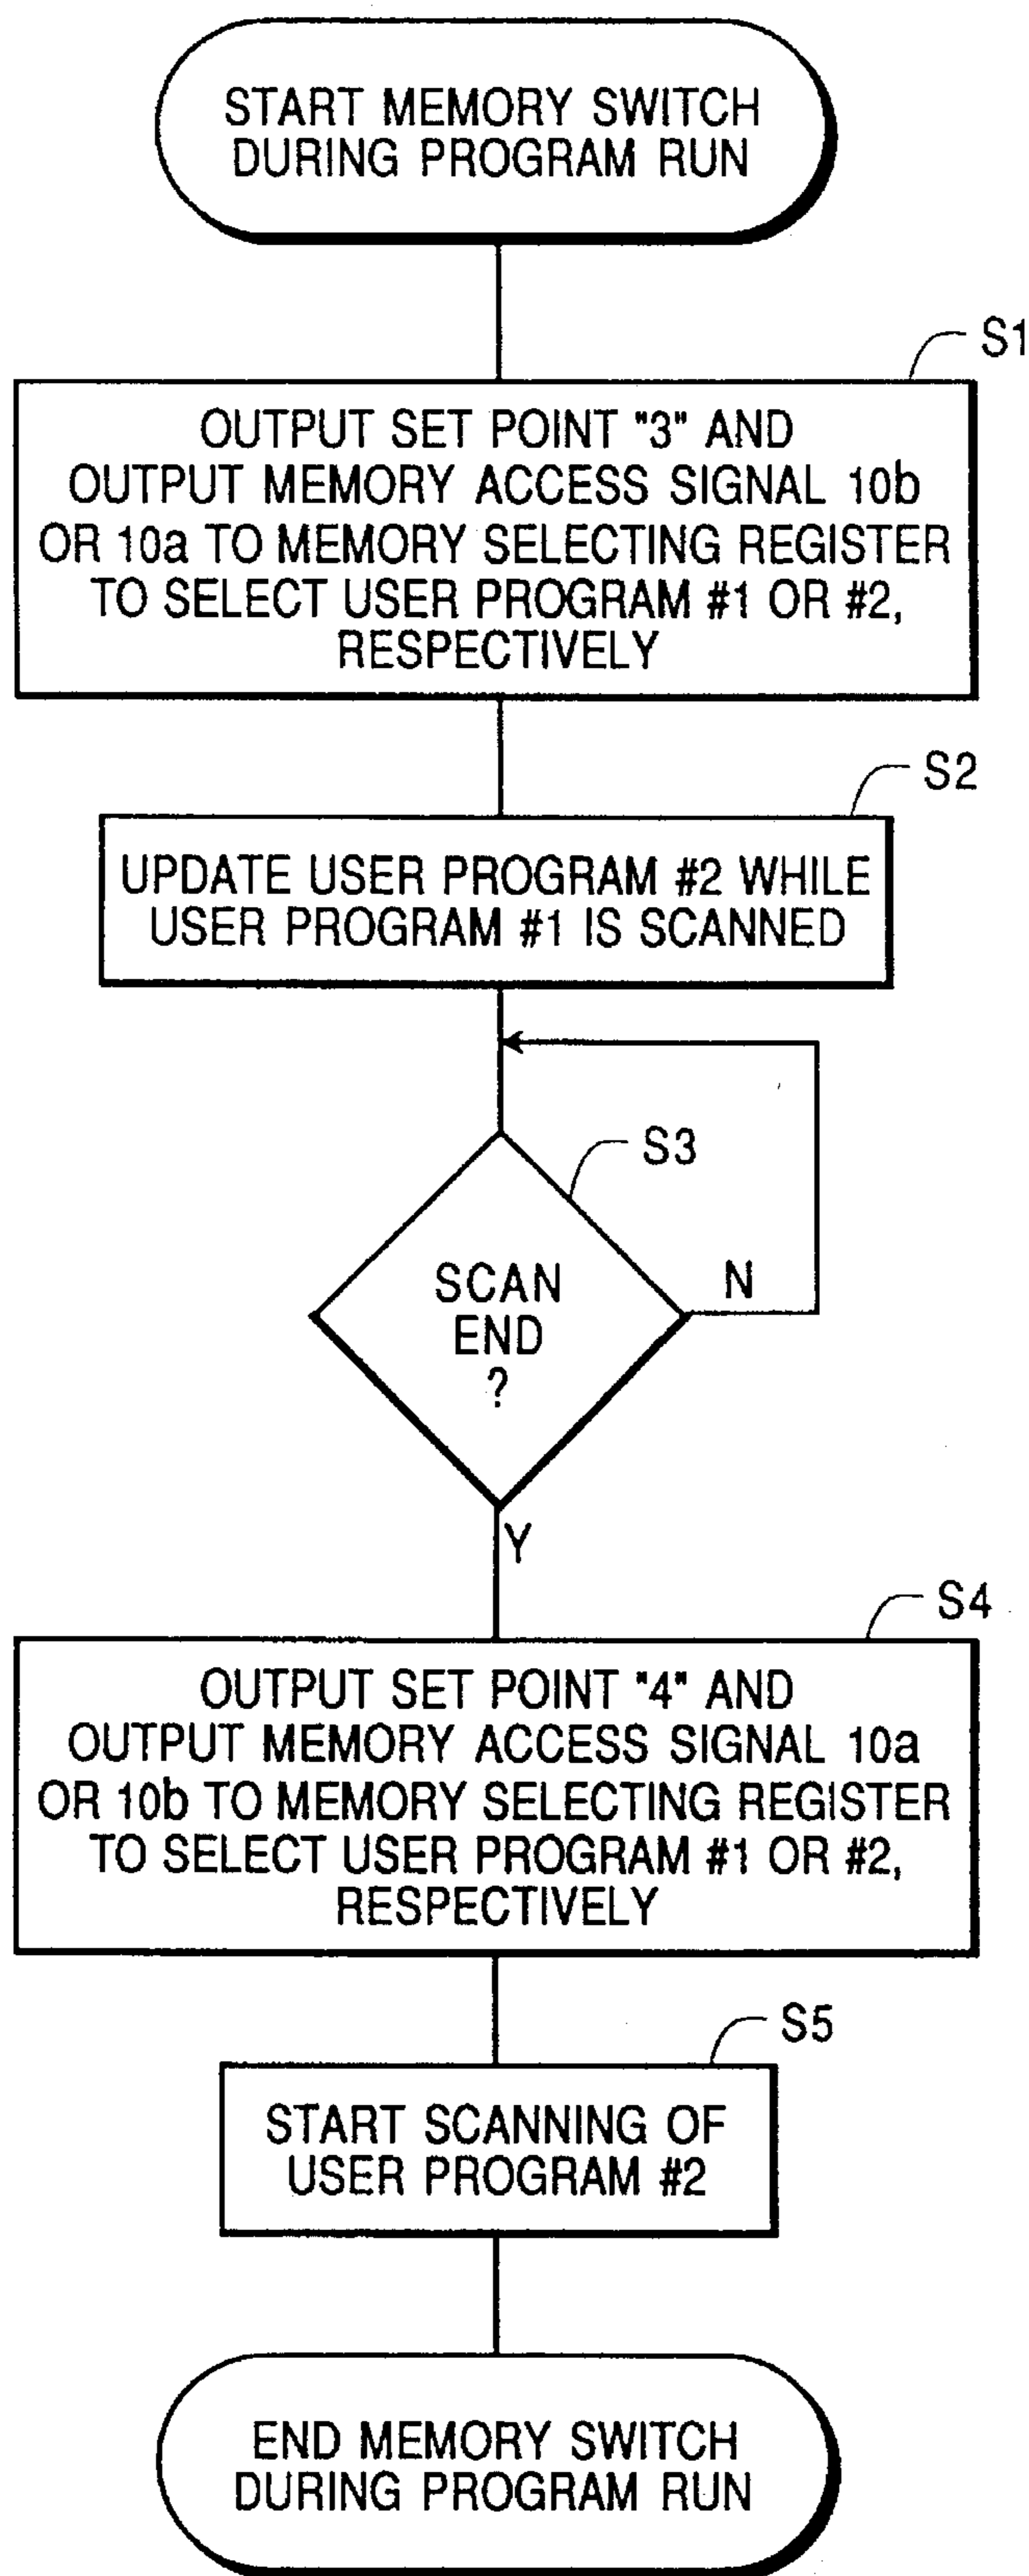 START MEMORY SWITCH
DURING PROGRAM RUN
S1
OUTPUT SET POINT "3" AND
OUTPUT MEMORY ACCESS SIGNAL 10b
OR 10a TO MEMORY SELECTING REGISTER
TO SELECT USER PROGRAM #1 OR #2,
RESPECTIVELY
S2
UPDATE USER PROGRAM #2 WHILE
USER PROGRAM #1 IS SCANNED
S3
SCAN
END
?
N
Y
S4
OUTPUT SET POINT "4" AND
OUTPUT MEMORY ACCESS SIGNAL 10a
OR 10b TO MEMORY SELECTING REGISTER
TO SELECT USER PROGRAM #1 OR #2,
RESPECTIVELY
S5
START SCANNING OF
USER PROGRAM #2
END MEMORY SWITCH
DURING PROGRAM RUN